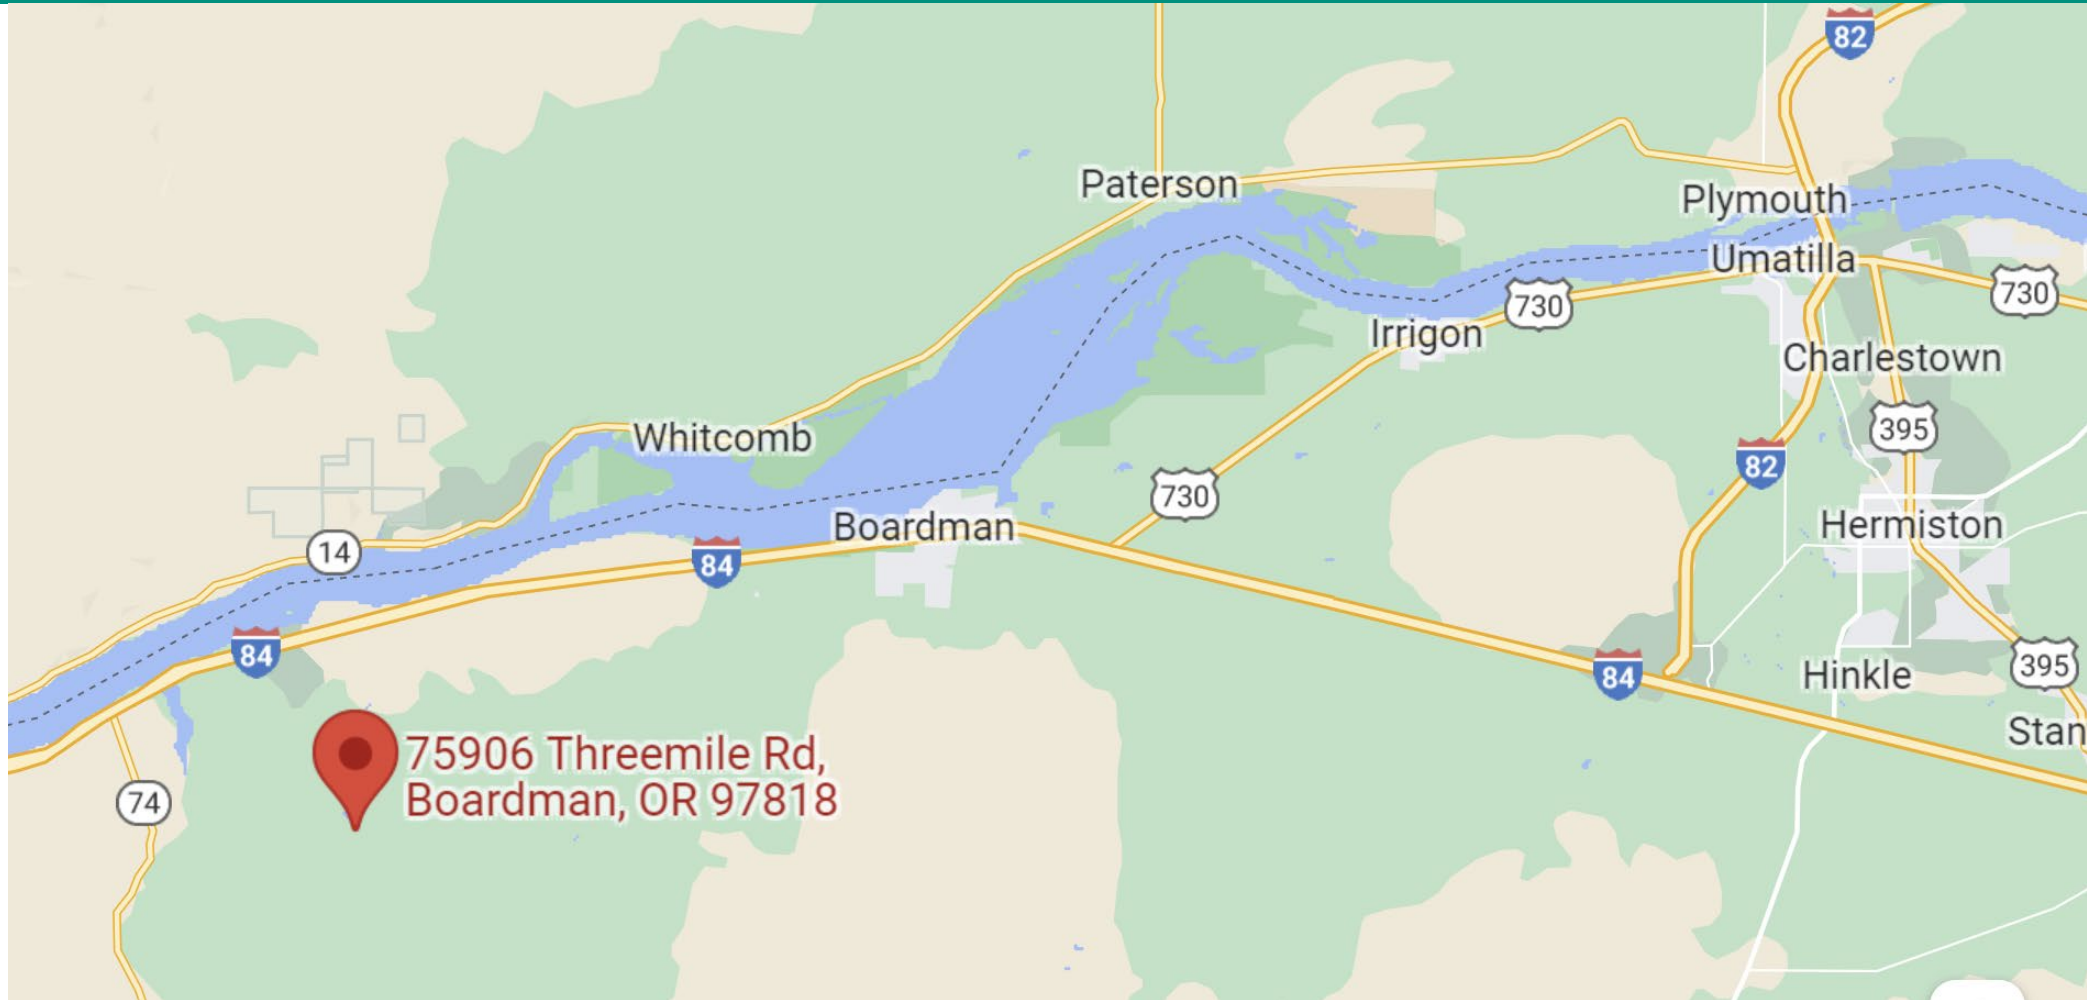 82
Paterson
Plymouth
Umatilla
730
730
Irrigon
Charlestown
395
Whitcomb
82
730
Boardman
Hermiston
14
84
84
84
Hinkle
395
Stan
75906 Threemile Rd,
Boardman, OR 97818
74